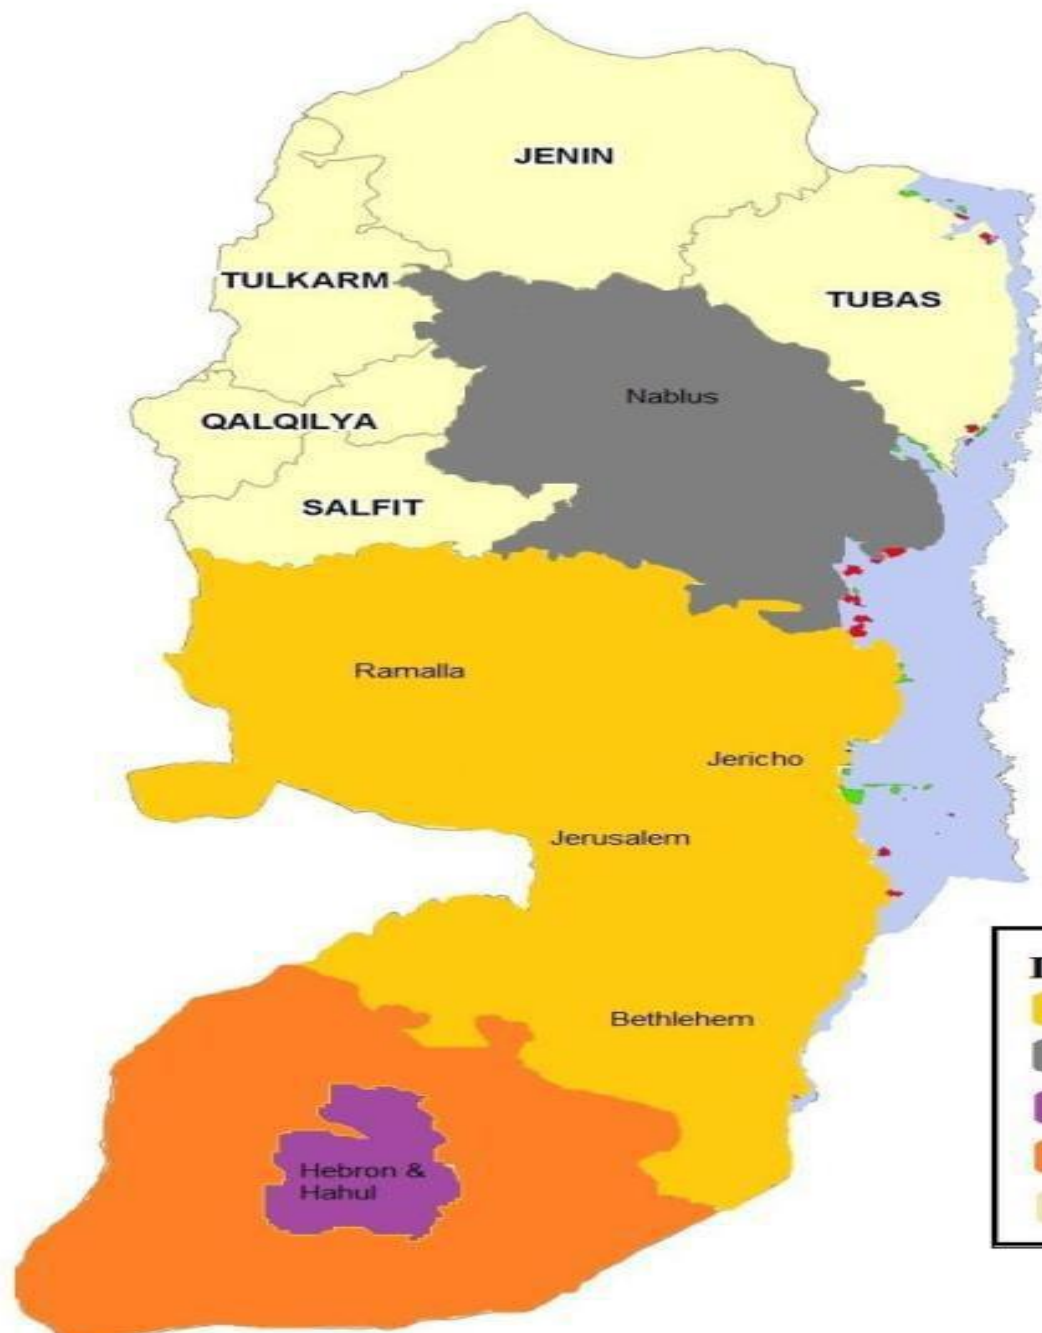 JENIN
TULKARM
TUBAS
Nablus
QALQILYA
SALFIT
Ramalla
Jericho
Jerusalem
Bethlehem
Hebron &
Hahul